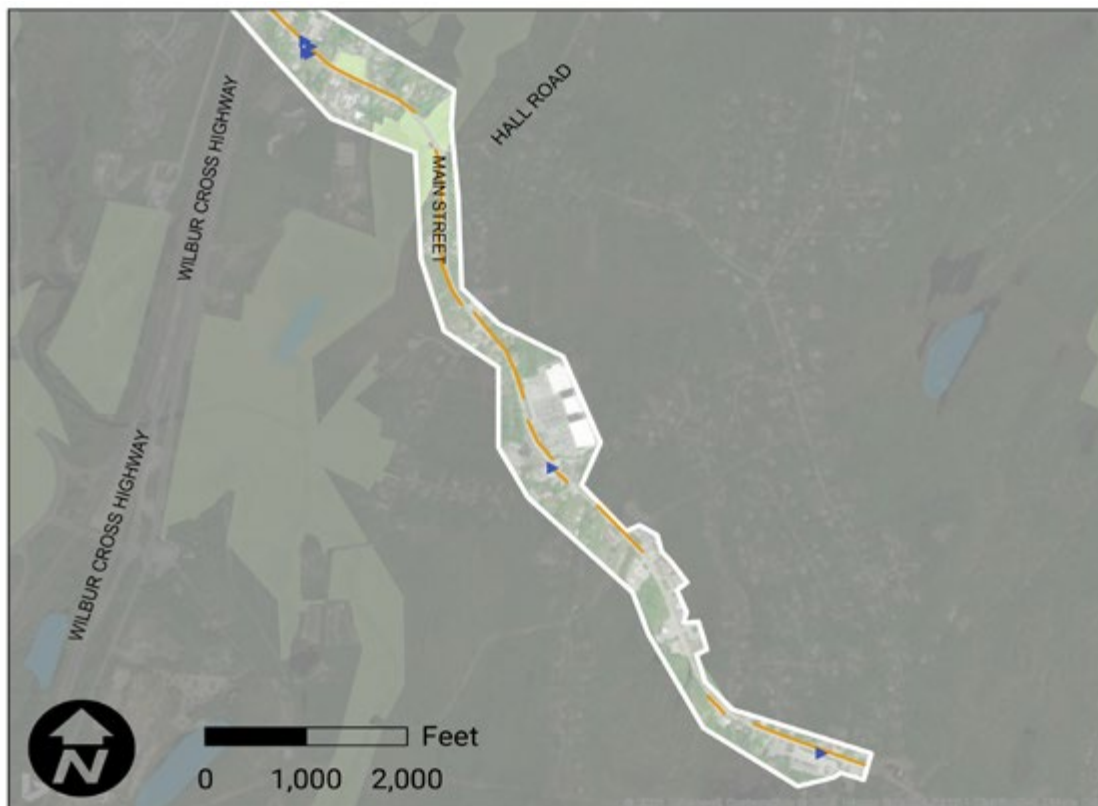 WILBUR CROSS HIGHWAY
HALL ROAD
MAIN STREET
WILBUR CROSS HIGHWAY
N
Feet
0 1,000 2,000